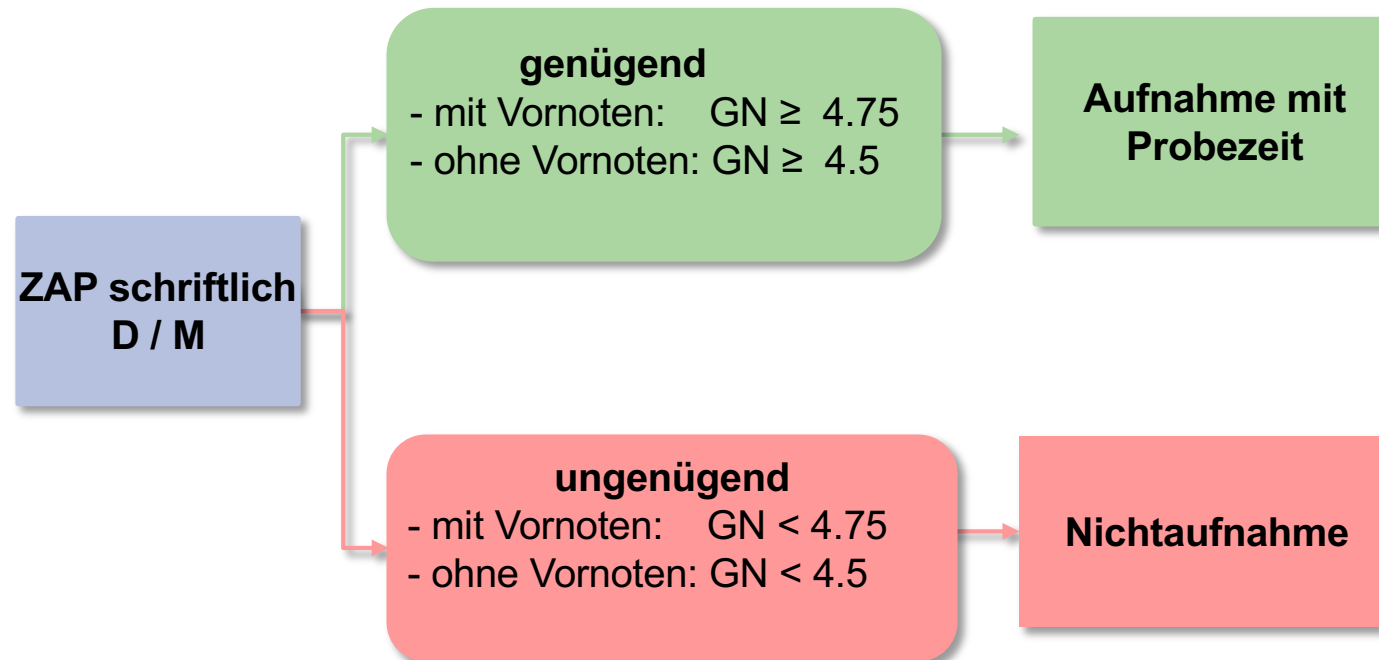 ZAP schriftlich
D / M
genügend
- mit Vornoten: GN ≥ 4.75
- ohne Vornoten: GN ≥ 4.5
Aufnahme mit
Probezeit
ungenügend
- mit Vornoten: GN < 4.75
- ohne Vornoten: GN < 4.5
Nichtaufnahme